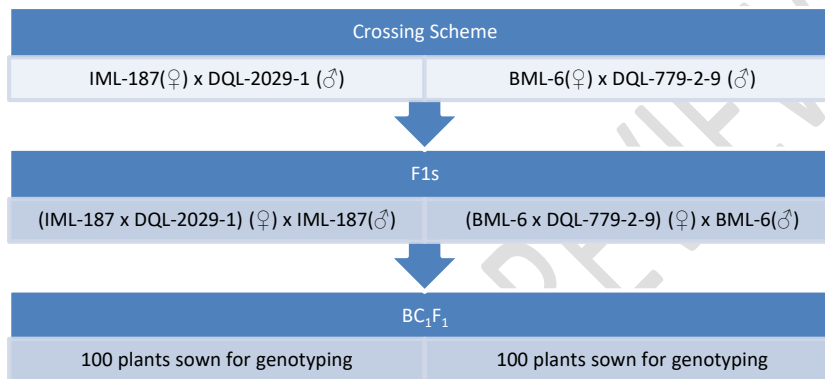 Crossing Scheme
IML-187(♀) x DQL-2029-1 (♂)
BML-6(♀) x DQL-779-2-9 (♂)
F1s
(IML-187 x DQL-2029-1) (♀) x IML-187(♂)
(BML-6 x DQL-779-2-9) (♀) x BML-6(♂)
BC₁F₁
100 plants sown for genotyping
100 plants sown for genotyping